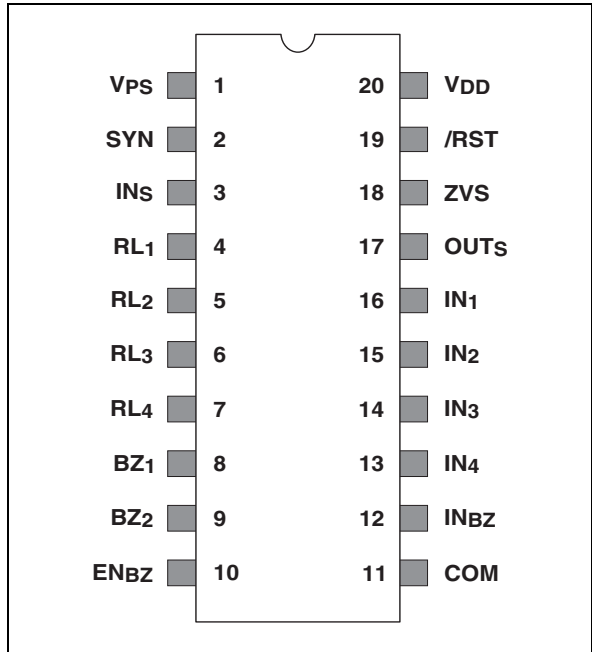 VPS 1 20 VDD
SYN 2 19 /RST
INS 3 18 ZVS
RL1 4 17 OUTS
RL2 5 16 IN1
RL3 6 15 IN2
RL4 7 14 IN3
BZ1 8 13 IN4
BZ2 9 12 INBZ
ENBZ 10 11 COM